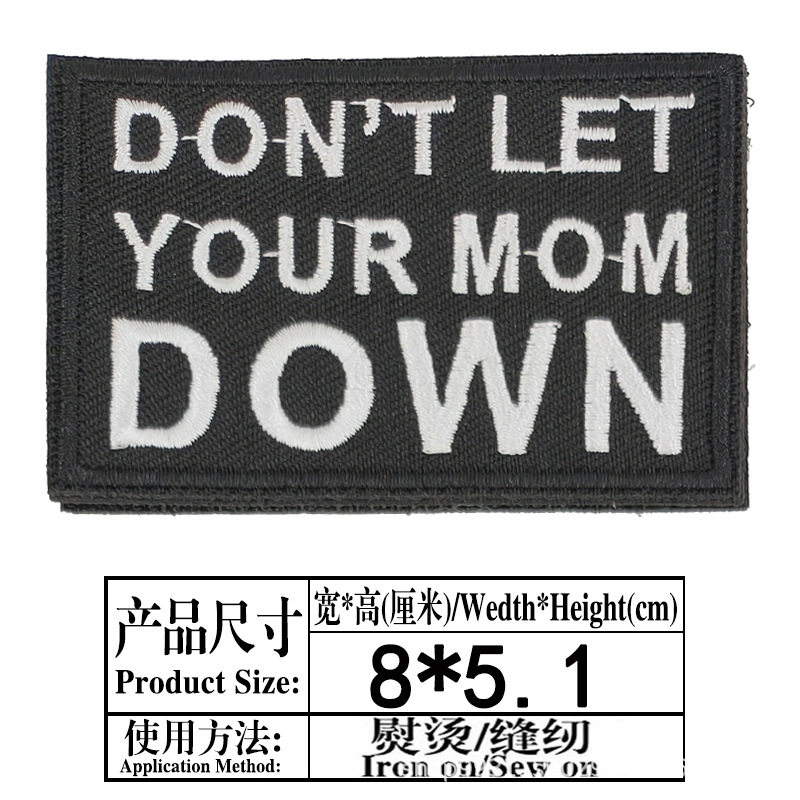 DON'T LET
YOUR MOM
DOWN
产品尺寸
Product Size:
宽*高(厘米)/Wedth*Height(cm)
8*5.1
使用方法:
Application Method:
熨烫/缝纫
Iron on/Sew on